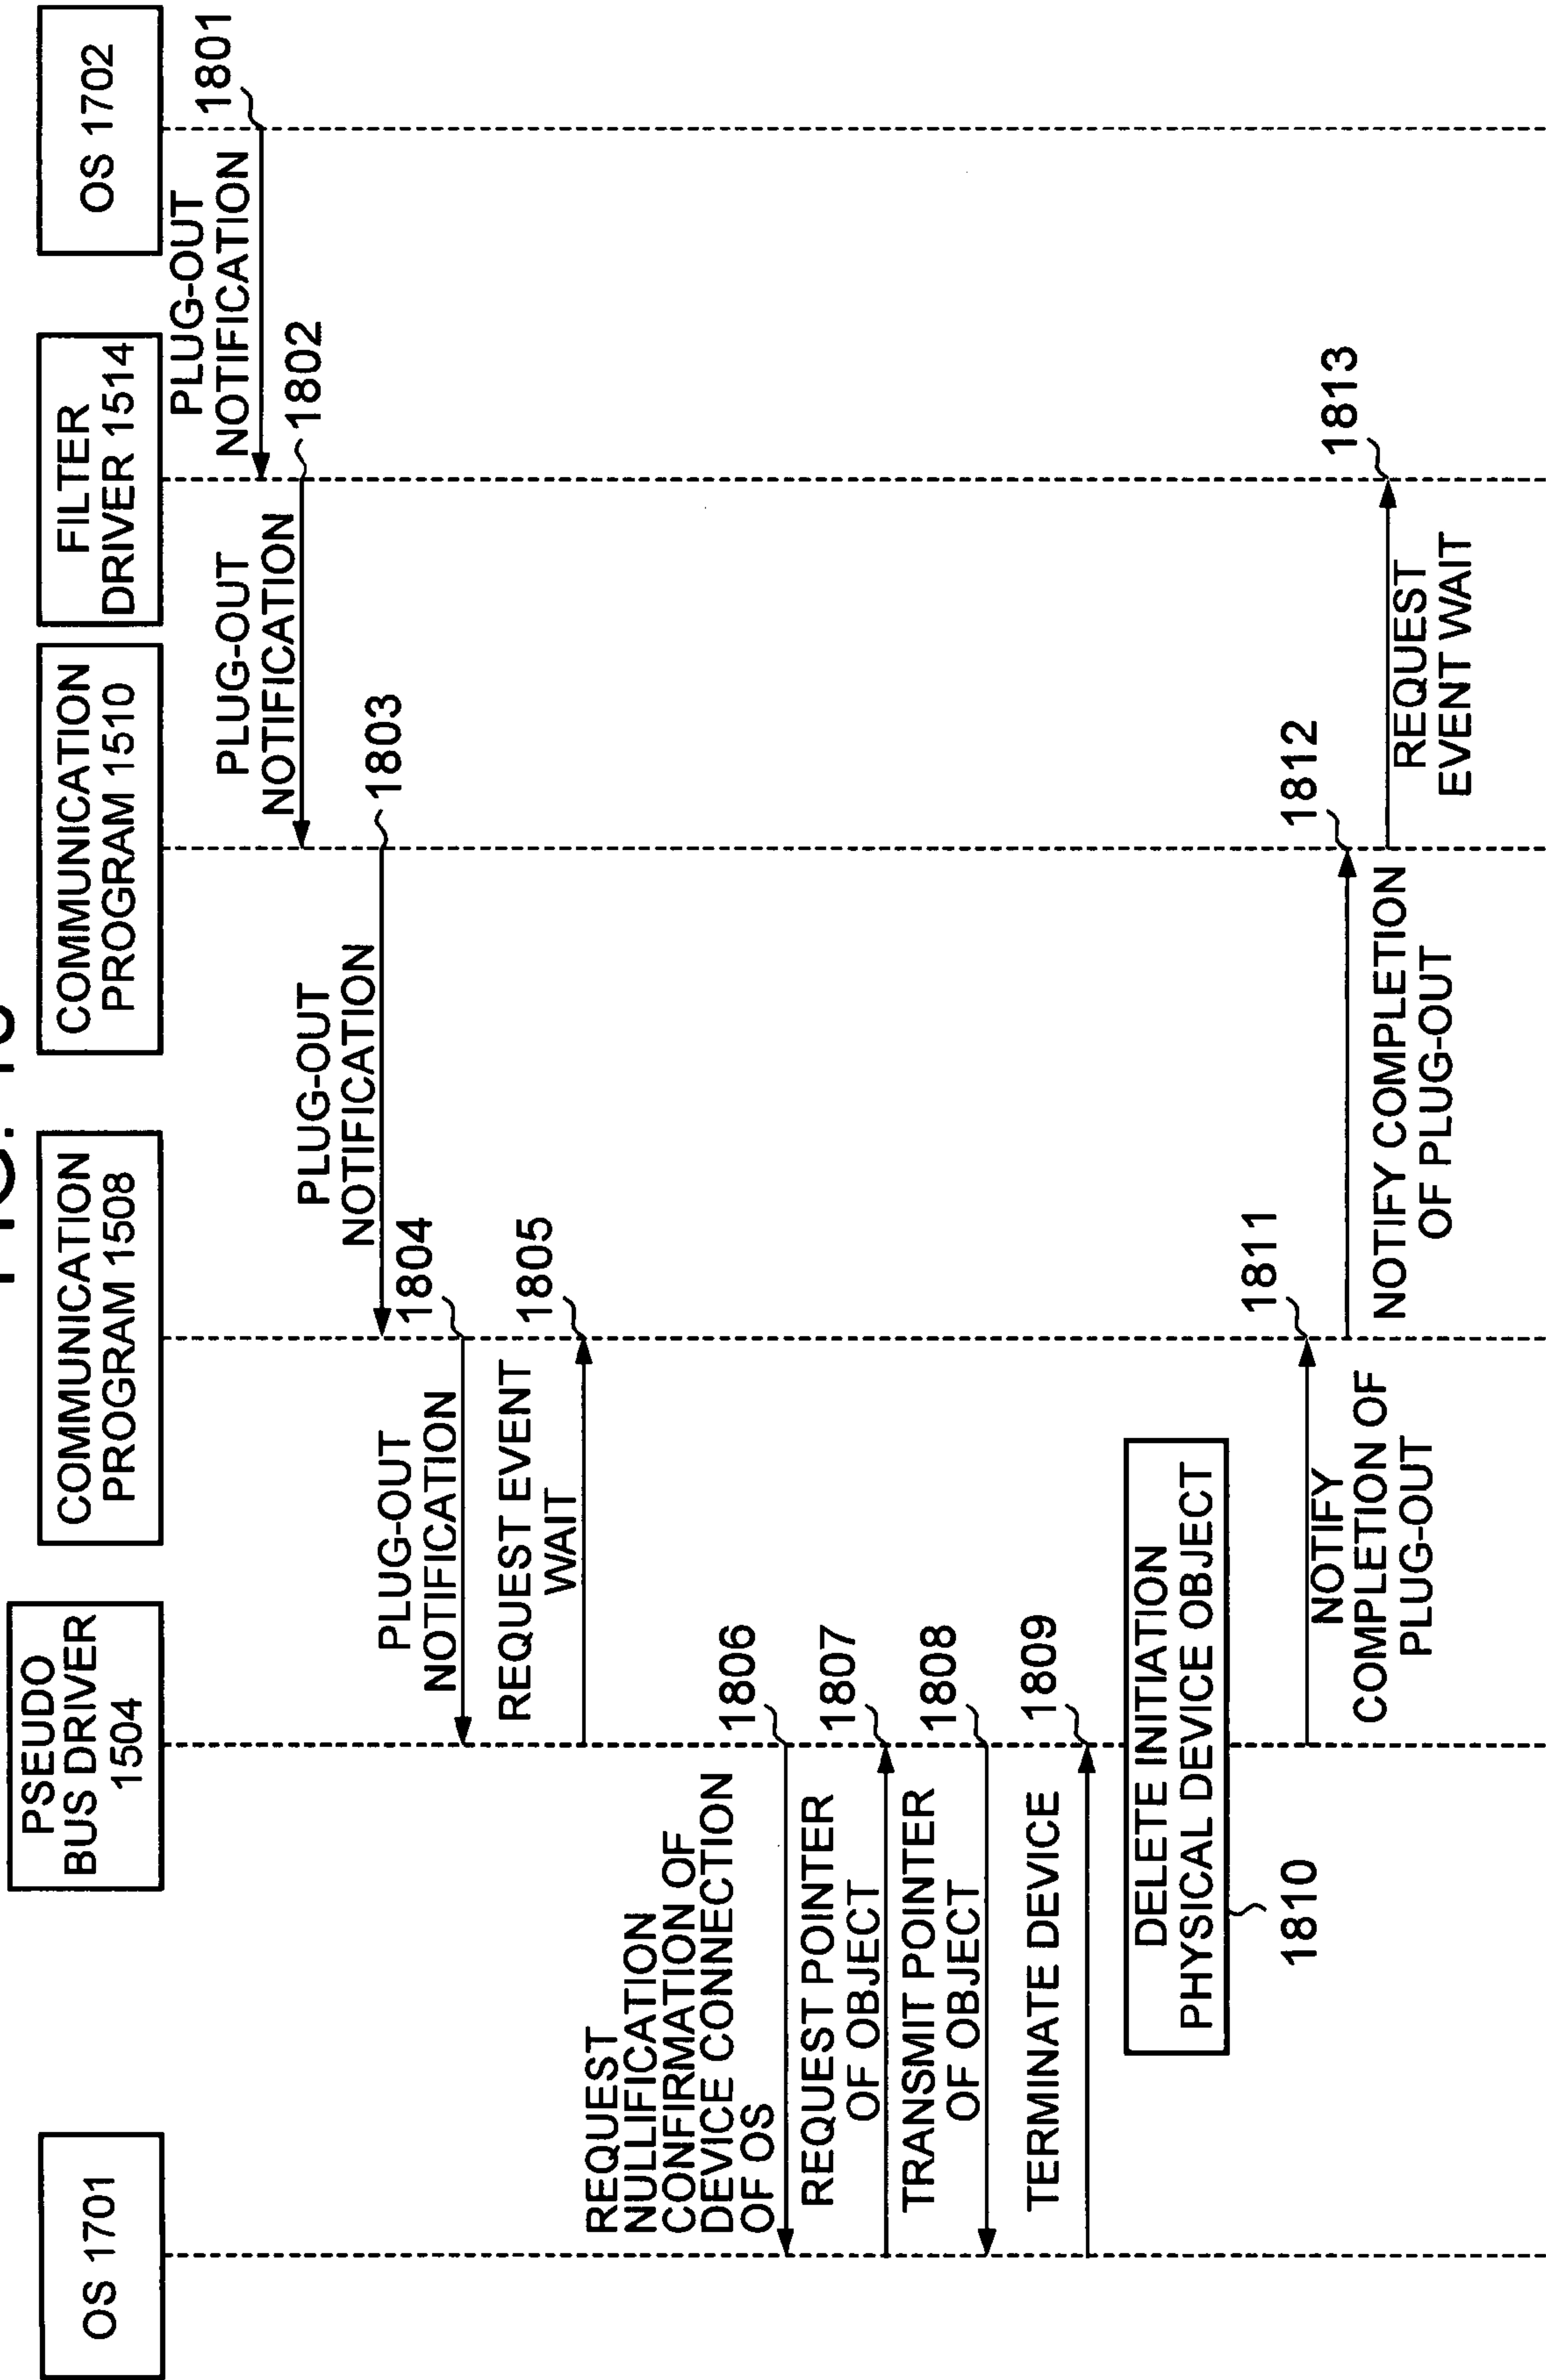 OS 1701
PSEUDO
BUS DRIVER
1504
COMMUNICATION
PROGRAM 1508
COMMUNICATION
PROGRAM 1510
FILTER
DRIVER 1514
OS 1702
PLUG-OUT
NOTIFICATION
1801
PLUG-OUT
NOTIFICATION
1802
PLUG-OUT
NOTIFICATION
1803
PLUG-OUT
NOTIFICATION
1804
REQUEST EVENT
WAIT
1805
REQUEST
NULLIFICATION
CONFIRMATION OF
DEVICE CONNECTION
OF OS
1806
REQUEST POINTER
OF OBJECT
1807
TRANSMIT POINTER
OF OBJECT
1808
TERMINATE DEVICE
1809
DELETE INITIATION
PHYSICAL DEVICE OBJECT
1810
NOTIFY
COMPLETION OF
PLUG-OUT
1811
NOTIFY COMPLETION
OF PLUG-OUT
1812
REQUEST
EVENT WAIT
1813